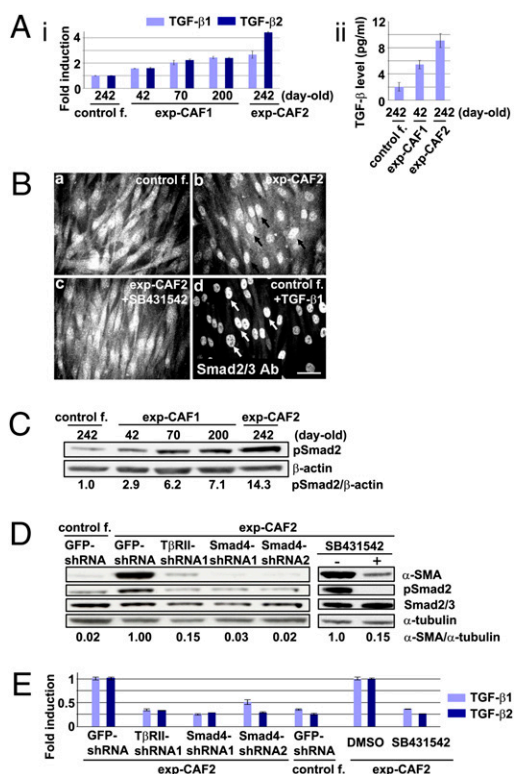 A
i
TGF-β1
TGF-β2
Fold induction
4
2
0
242 42 70 200 242 (day-old)
control f. exp-CAF1 exp-CAF2
ii
TGF-β level (pg/ml)
12
9
6
3
0
242 42 242 (day-old)
control f.
exp-CAF1
exp-CAF2
B
a control f.
b exp-CAF2
c exp-CAF2 +SB431542
d control f. +TGF-β1
Smad2/3 Ab
C
control f. exp-CAF1 exp-CAF2
242 42 70 200 242 (day-old)
pSmad2
β-actin
1.0 2.9 6.2 7.1 14.3 pSmad2/β-actin
D
control f. exp-CAF2
GFP-shRNA GFP-shRNA TβRII-shRNA1 Smad4-shRNA1 Smad4-shRNA2 SB431542
- +
α-SMA
pSmad2
Smad2/3
α-tubulin
0.02 1.00 0.15 0.03 0.02 1.0 0.15 α-SMA/α-tubulin
E
Fold induction
1
0.5
0
TGF-β1
TGF-β2
GFP-shRNA TβRII-shRNA1 Smad4-shRNA1 Smad4-shRNA2 GFP-shRNA DMSO SB431542
exp-CAF2 control f. exp-CAF2